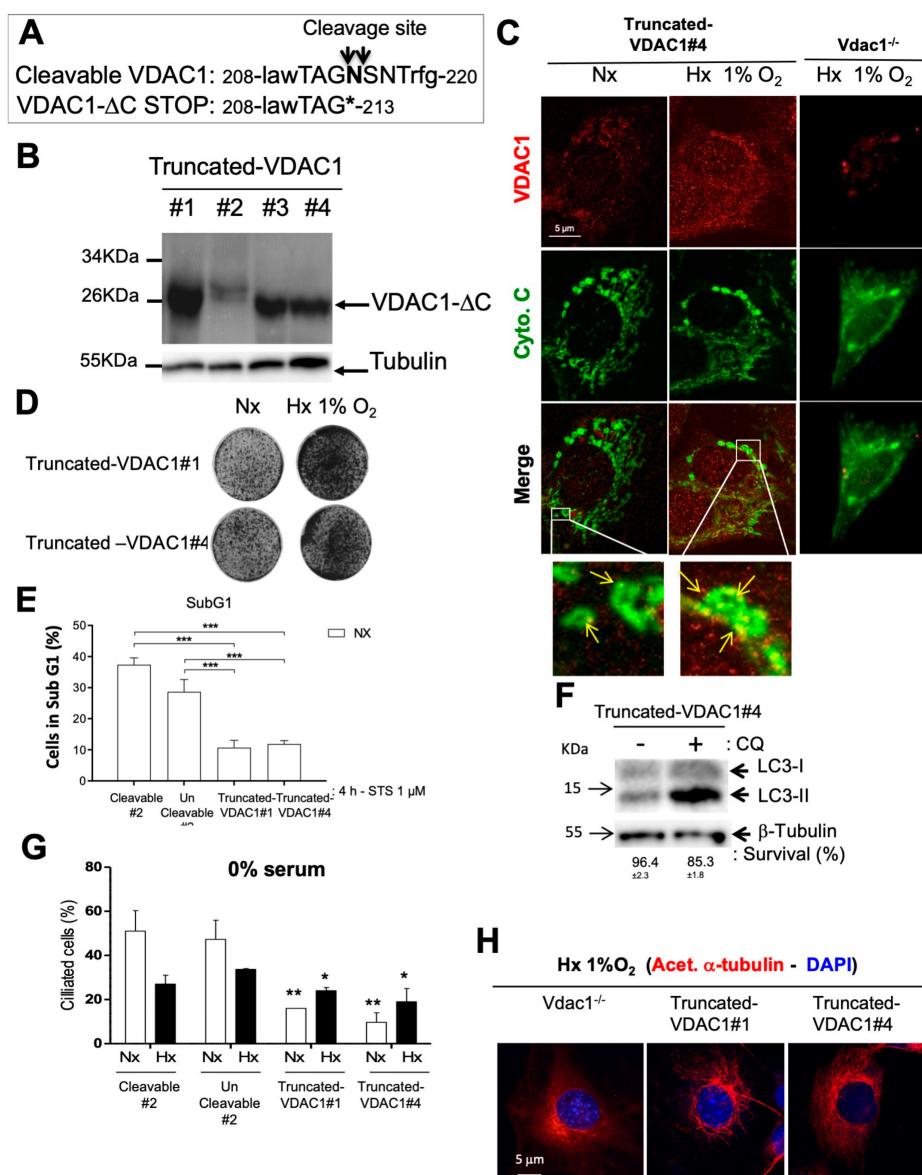 A
Cleavage site
Cleavable VDAC1: 208-lawTAGNSNTrfg-220
VDAC1-ΔC STOP: 208-lawTAG*-213
B
Truncated-VDAC1
#1 #2 #3 #4
34KDa
26KDa
VDAC1-ΔC
55KDa
Tubulin
C
Truncated-
VDAC1#4
Vdac1-/-
Nx Hx 1% O2 Hx 1% O2
VDAC1
5 µm
Cyto. C
Merge
D
Nx Hx 1% O2
Truncated-VDAC1#1
Truncated –VDAC1#4
E
SubG1
NX
***
***
***
***
Cells in Sub G1 (%)
50
40
30
20
10
0
: 4 h - STS 1 µM
Cleavable
#2
Un
Cleavable
#2
Truncated-
VDAC1#1
Truncated-
VDAC1#4
F
Truncated-VDAC1#4
KDa - + : CQ
LC3-I
15
LC3-II
55
β-Tubulin
: Survival (%)
96.4 85.3
±2.3 ±1.8
G
0% serum
Cilliated cells (%)
80
60
40
20
0
** * ** *
Nx Hx Nx Hx Nx Hx Nx Hx
Cleavable
#2
Un
Cleavable
#2
Truncated-
VDAC1#1
Truncated-
VDAC1#4
H
Hx 1%O2 (Acet. α-tubulin - DAPI)
Vdac1-/-
Truncated-
VDAC1#1
Truncated-
VDAC1#4
5 µm